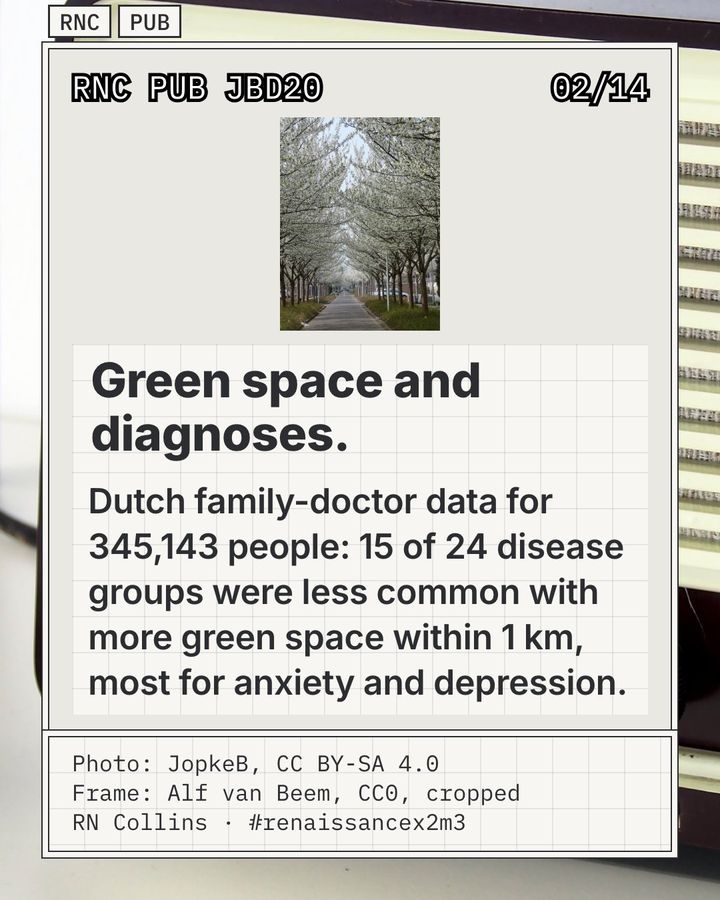 RNC PUB
RNC PUB JBD20 02/14
Green space and
diagnoses.
Dutch family-doctor data for
345,143 people: 15 of 24 disease
groups were less common with
more green space within 1 km,
most for anxiety and depression.
Photo: JopkeB, CC BY-SA 4.0
Frame: Alf van Beem, CC0, cropped
RN Collins · #renaissancex2m3